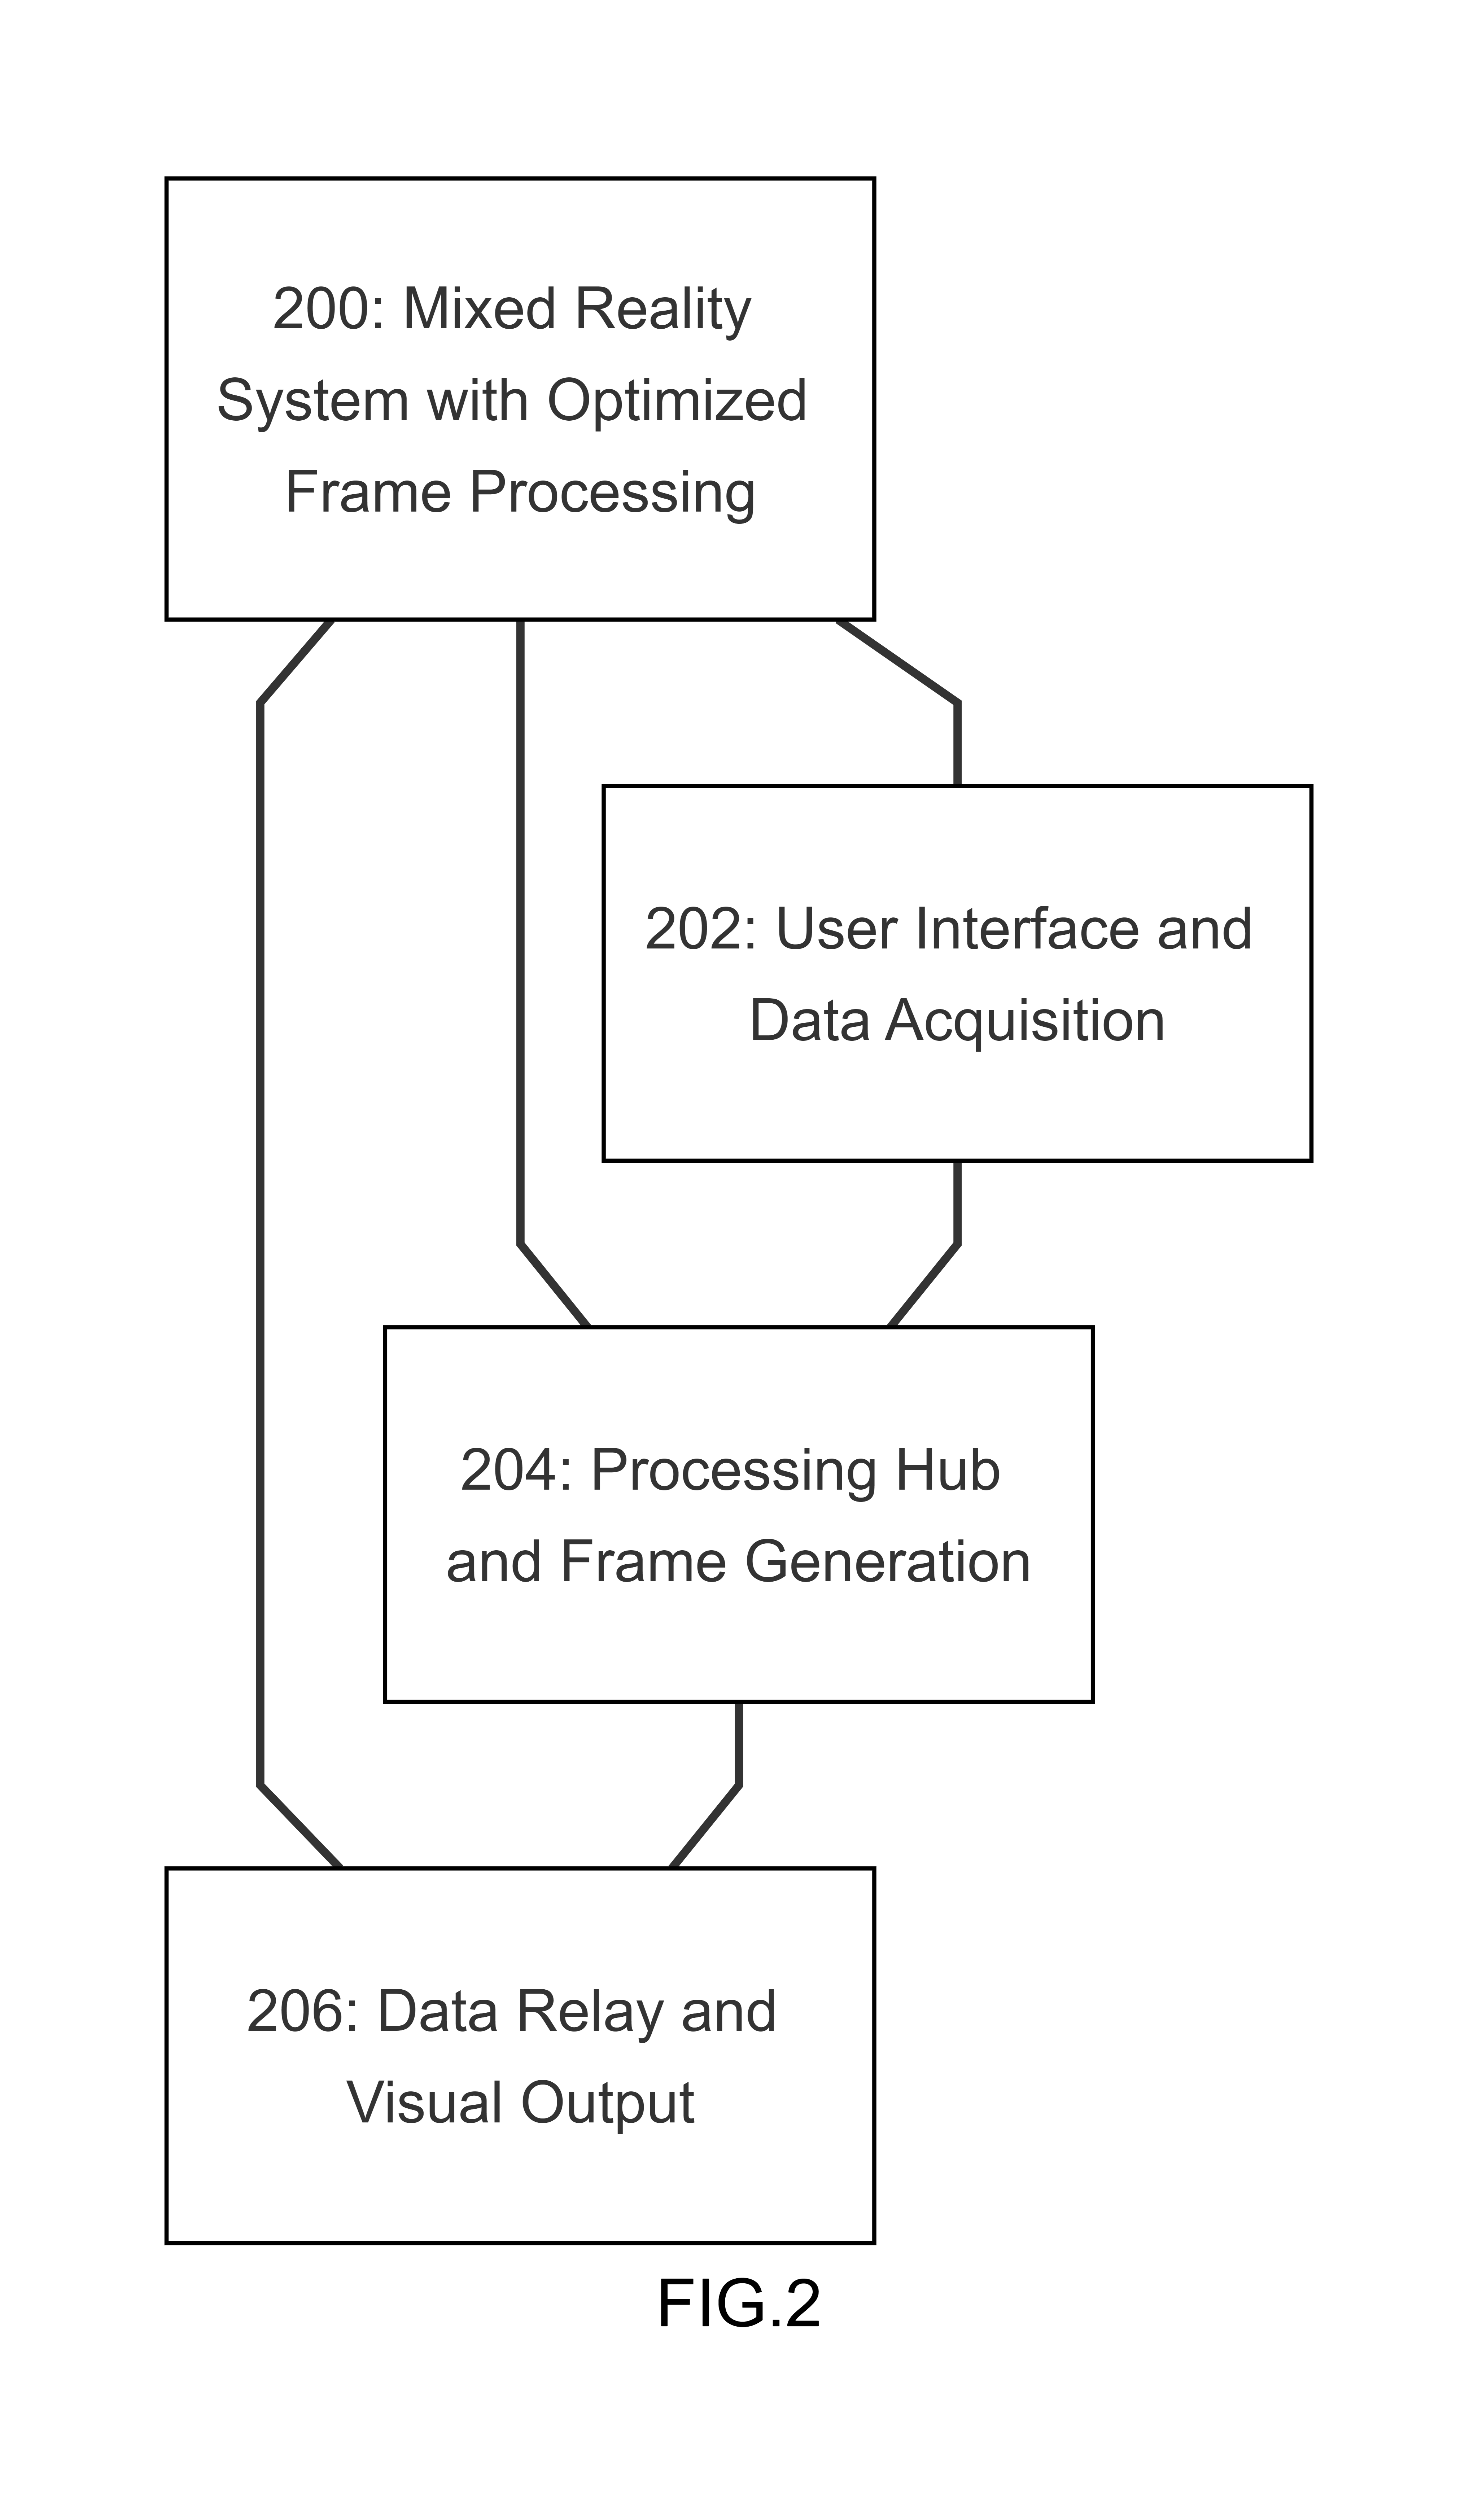 200: Mixed Reality
System with Optimized
Frame Processing
202: User Interface and
Data Acquisition
204: Processing Hub
and Frame Generation
206: Data Relay and
Visual Output
FIG.2